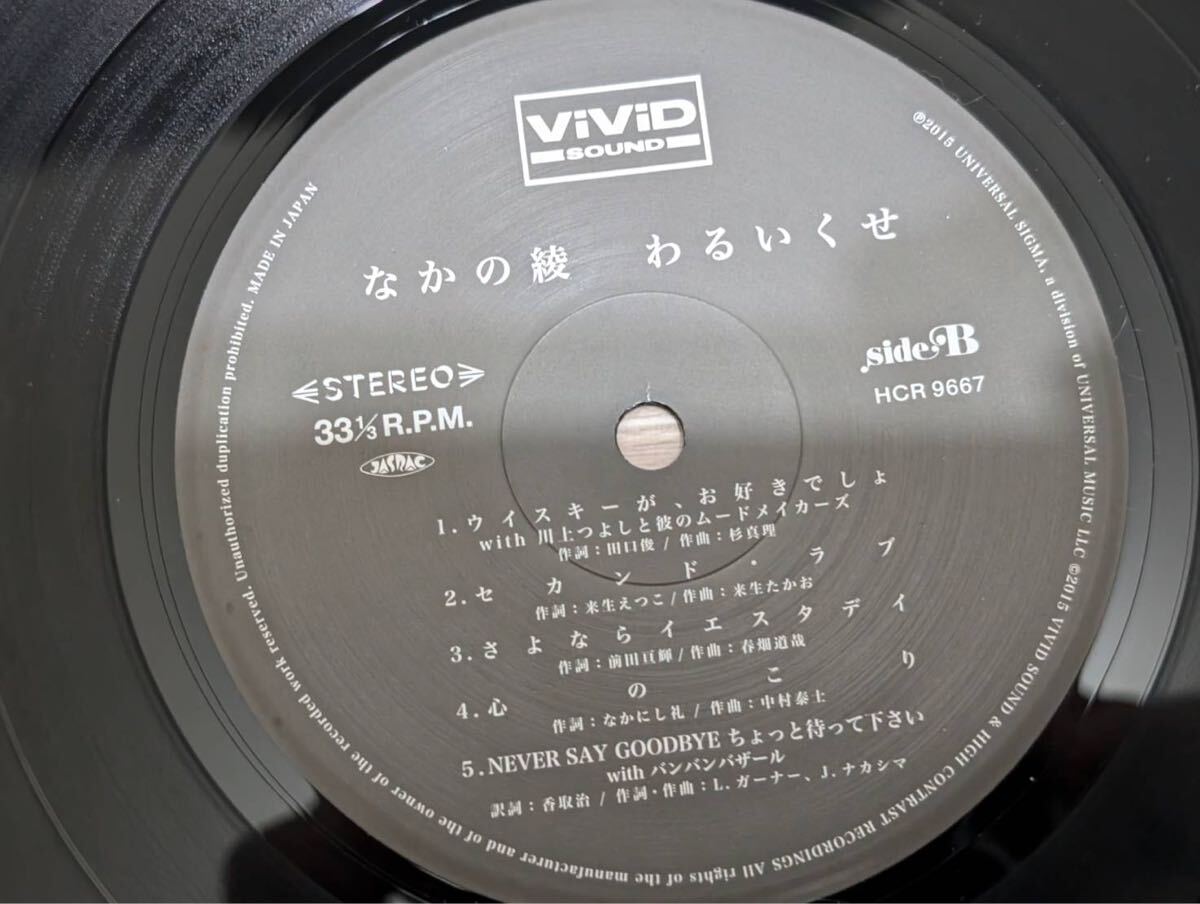 ViViD
SOUND
なかの綾 わるいくせ
STEREO
33⅓ R.P.M.
JASRAC
side B
HCR 9667
1. ウイスキーが、お好きでしょ
with 川上つよしと彼のムードメイカーズ
作詞：田口俊 / 作曲：杉真理
2. セカンド・ラブ
作詞：来生えつこ / 作曲：来生たかお
3. さよならイエスタデイ
作詞：前田亘輝 / 作曲：春畑道哉
4. 心のこり
作詞：なかにし礼 / 作曲：中村泰士
5. NEVER SAY GOODBYE ちょっと待って下さい
with バンバンバザール
訳詞：香取治 / 作詞・作曲：L. ガーナー、J. ナカシマ
℗2015 UNIVERSAL SIGMA, a division of UNIVERSAL MUSIC LLC ©2015 VIVID SOUND & HIGH CONTRAST RECORDINGS All rights of the manufacturer and of the owner of the recorded work reserved. Unauthorized duplication prohibited. MADE IN JAPAN